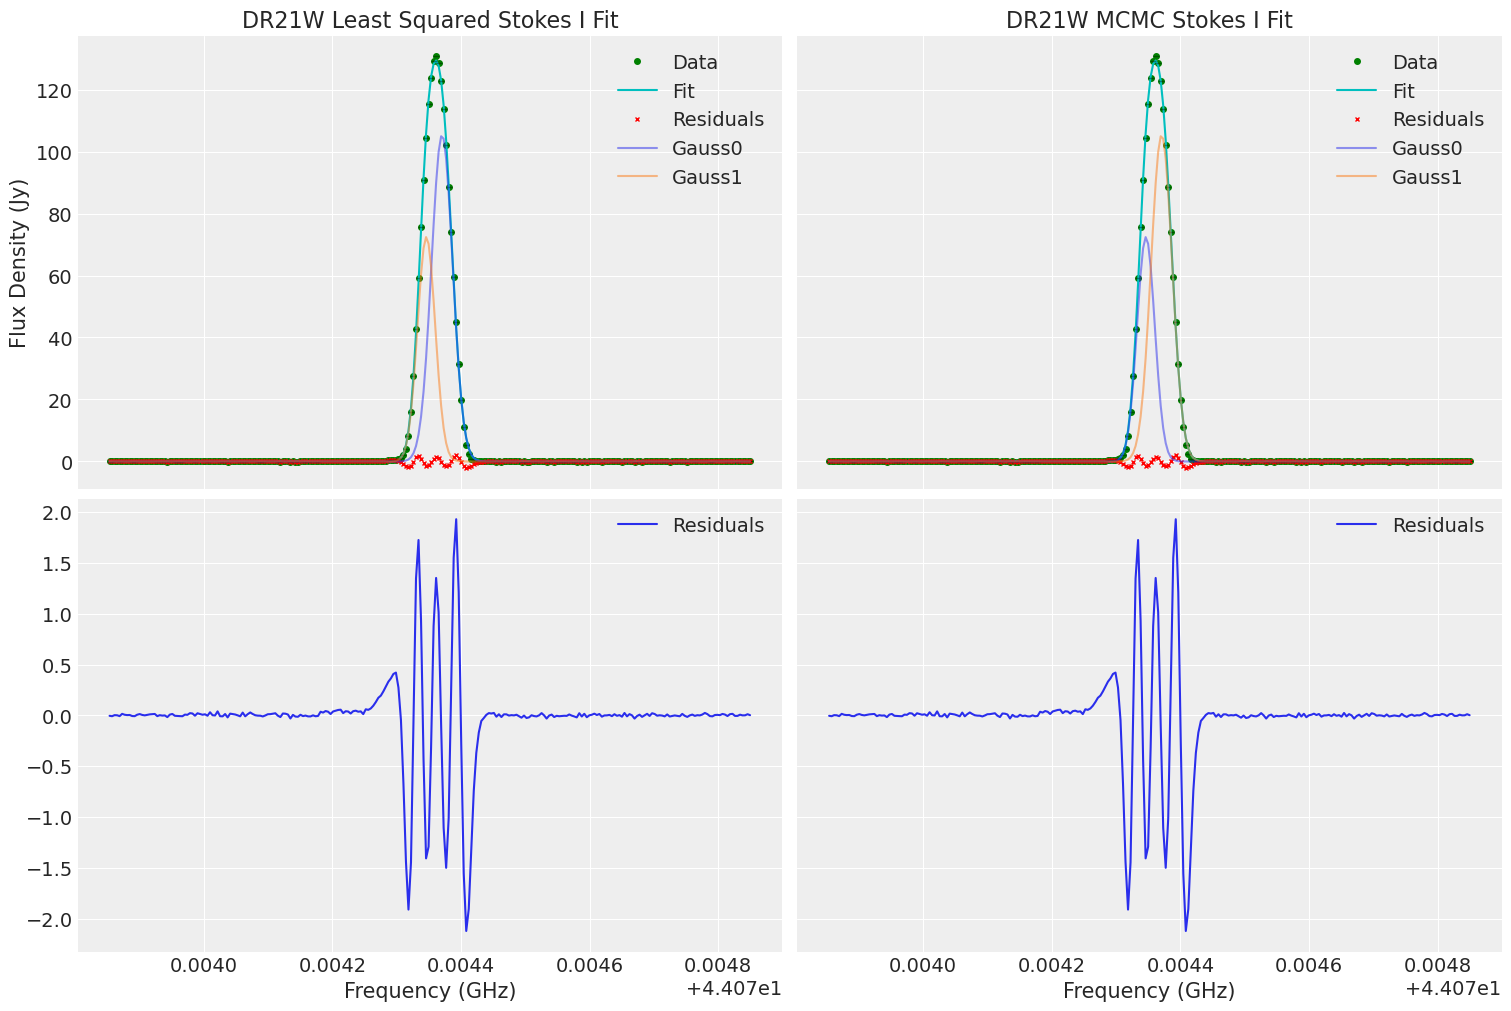 DR21W Least Squared Stokes I Fit
Data
Fit
Residuals
Gauss0
Gauss1
Flux Density (Jy)
120
100
80
60
40
20
0
DR21W MCMC Stokes I Fit
Data
Fit
Residuals
Gauss0
Gauss1
Residuals
2.0
1.5
1.0
0.5
0.0
−0.5
−1.0
−1.5
−2.0
0.0040 0.0042 0.0044 0.0046 0.0048
+4.407e1
Frequency (GHz)
Residuals
0.0040 0.0042 0.0044 0.0046 0.0048
+4.407e1
Frequency (GHz)